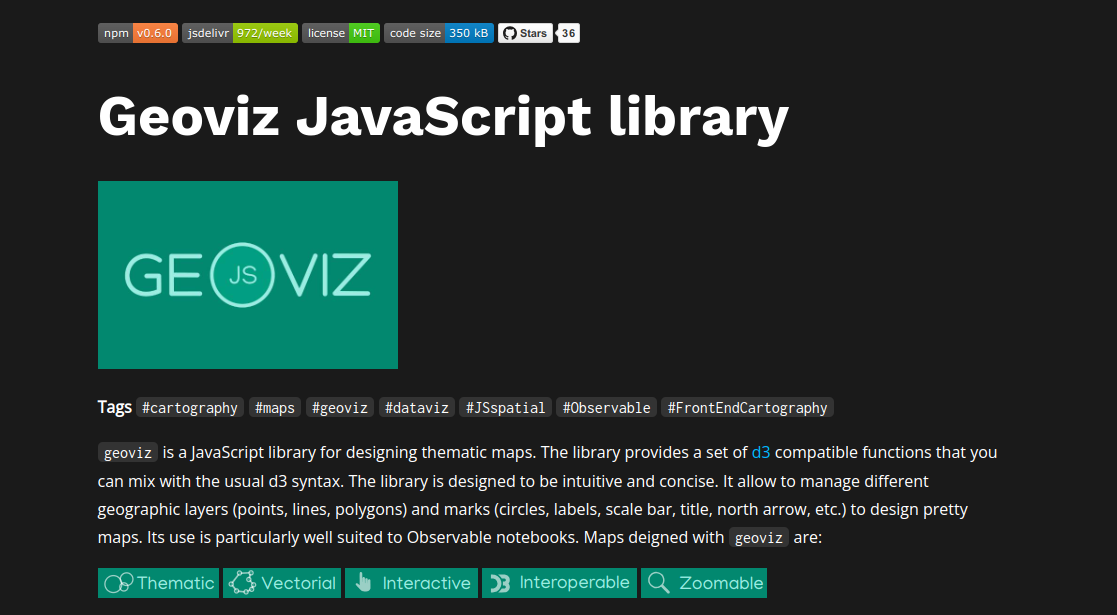 npm v0.6.0 jsdelivr 972/week license MIT code size 350 kB Stars 36
Geoviz JavaScript library
GEO JS VIZ
Tags #cartography #maps #geoviz #dataviz #JSspatial #Observable #FrontEndCartography
geoviz is a JavaScript library for designing thematic maps. The library provides a set of d3 compatible functions that you
can mix with the usual d3 syntax. The library is designed to be intuitive and concise. It allow to manage different
geographic layers (points, lines, polygons) and marks (circles, labels, scale bar, title, north arrow, etc.) to design pretty
maps. Its use is particularly well suited to Observable notebooks. Maps deigned with geoviz are:
Thematic Vectorial Interactive Interoperable Zoomable